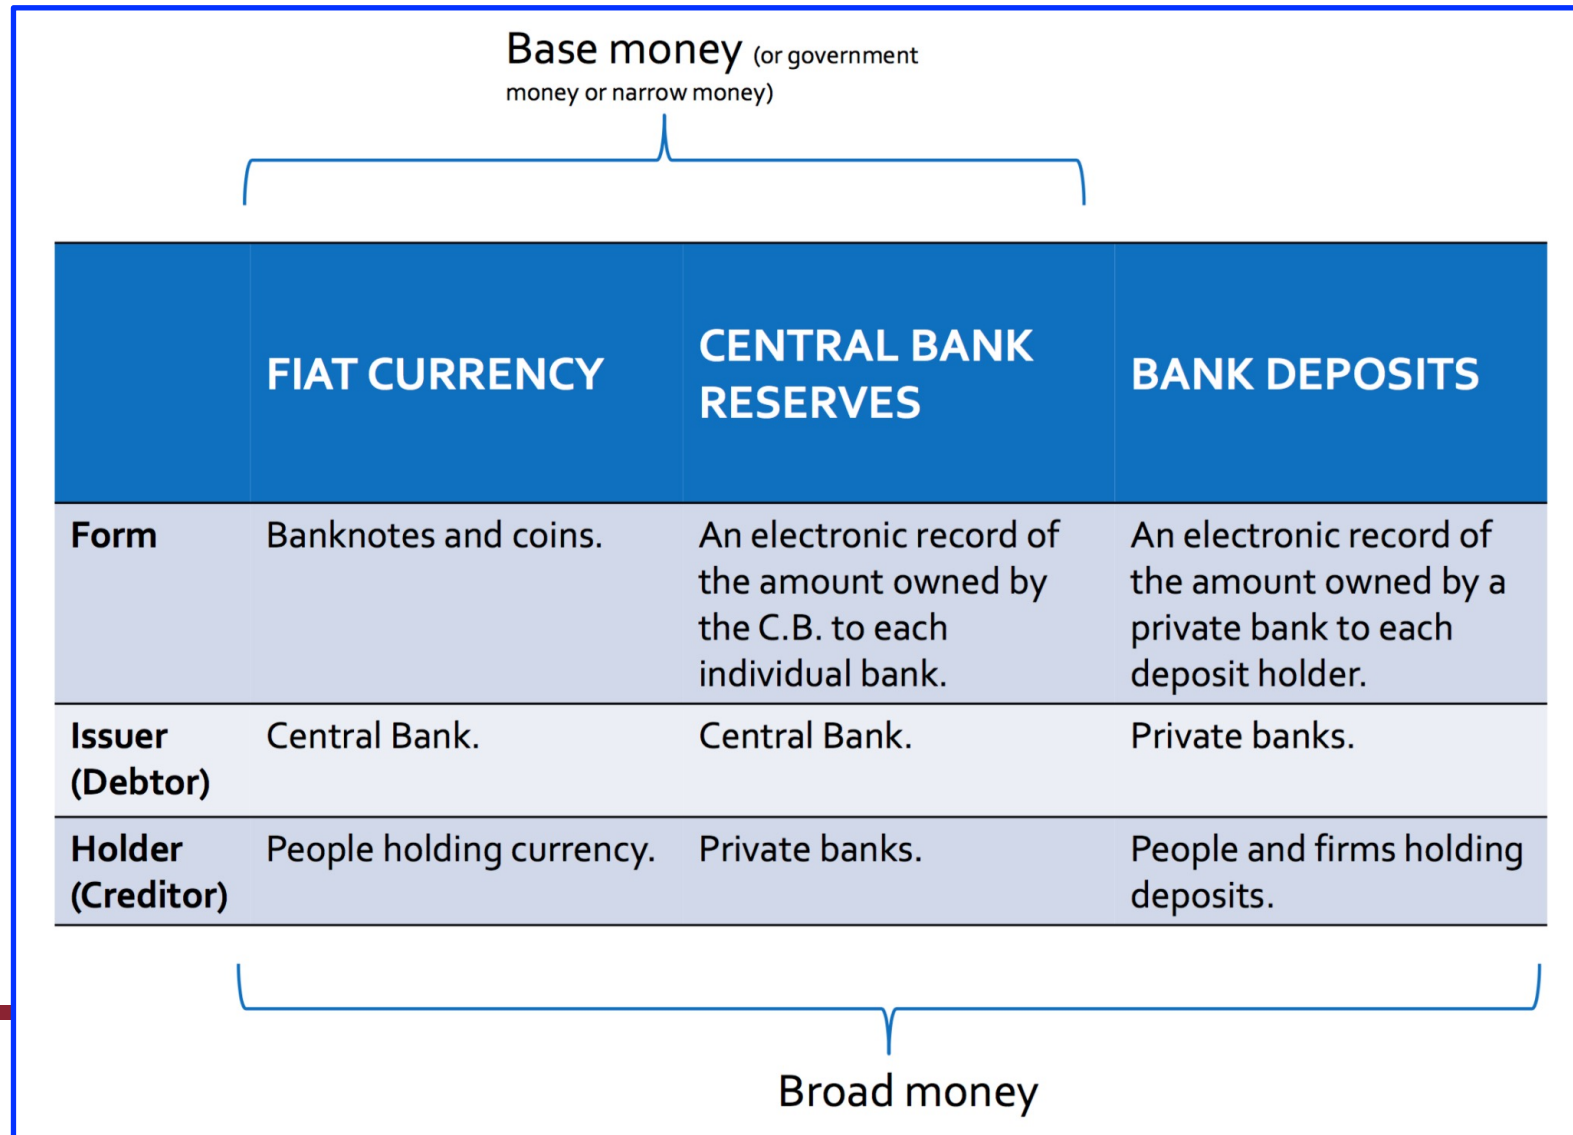 Base money (or government
money or narrow money)
FIAT CURRENCY
CENTRAL BANK
RESERVES
BANK DEPOSITS
Form
Banknotes and coins.
An electronic record of
the amount owned by
the C.B. to each
individual bank.
An electronic record of
the amount owned by a
private bank to each
deposit holder.
Issuer
(Debtor)
Central Bank.
Central Bank.
Private banks.
Holder
(Creditor)
People holding currency.
Private banks.
People and firms holding
deposits.
Broad money